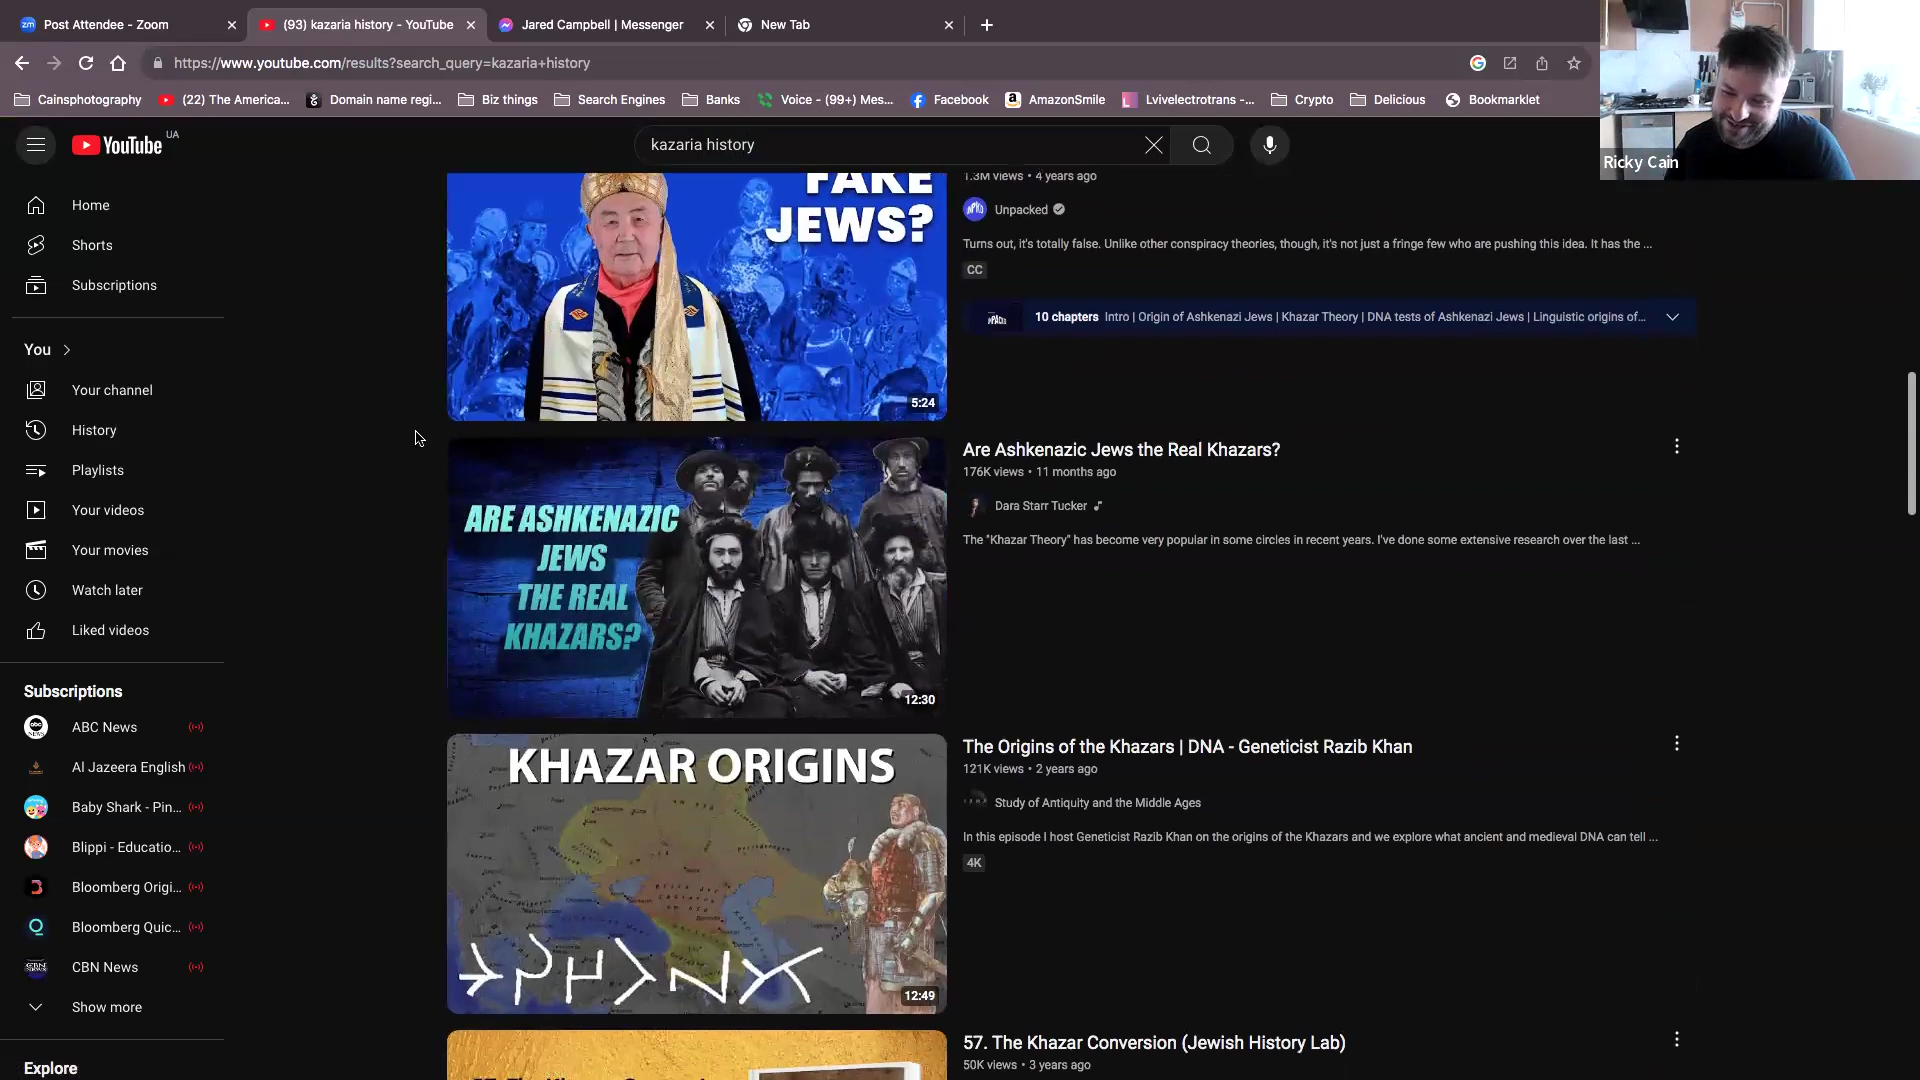 Post Attendee - Zoom
(93) kazaria history - YouTube
Jared Campbell | Messenger
New Tab
https://www.youtube.com/results?search_query=kazaria+history
Cainsphotography
(22) The America...
Domain name regi...
Biz things
Search Engines
Banks
Voice - (99+) Mes...
Facebook
AmazonSmile
Lvivelectrotrans -...
Crypto
Delicious
Bookmarklet
Ricky Cain
YouTube UA
kazaria history
Home
Shorts
Subscriptions
You
Your channel
History
Playlists
Your videos
Your movies
Watch later
Liked videos
Subscriptions
ABC News
Al Jazeera English
Baby Shark - Pin...
Blippi - Educatio...
Bloomberg Origi...
Bloomberg Quic...
CBN News
Show more
Explore
FAKE
JEWS?
5:24
1.3M views • 4 years ago
Unpacked
Turns out, it's totally false. Unlike other conspiracy theories, though, it's not just a fringe few who are pushing this idea. It has the ...
CC
10 chapters Intro | Origin of Ashkenazi Jews | Khazar Theory | DNA tests of Ashkenazi Jews | Linguistic origins of...
ARE ASHKENAZIC
JEWS
THE REAL
KHAZARS?
12:30
Are Ashkenazic Jews the Real Khazars?
176K views • 11 months ago
Dara Starr Tucker
The "Khazar Theory" has become very popular in some circles in recent years. I've done some extensive research over the last ...
KHAZAR ORIGINS
12:49
The Origins of the Khazars | DNA - Geneticist Razib Khan
121K views • 2 years ago
Study of Antiquity and the Middle Ages
In this episode I host Geneticist Razib Khan on the origins of the Khazars and we explore what ancient and medieval DNA can tell ...
4K
57. The Khazar Conversion (Jewish History Lab)
50K views • 3 years ago